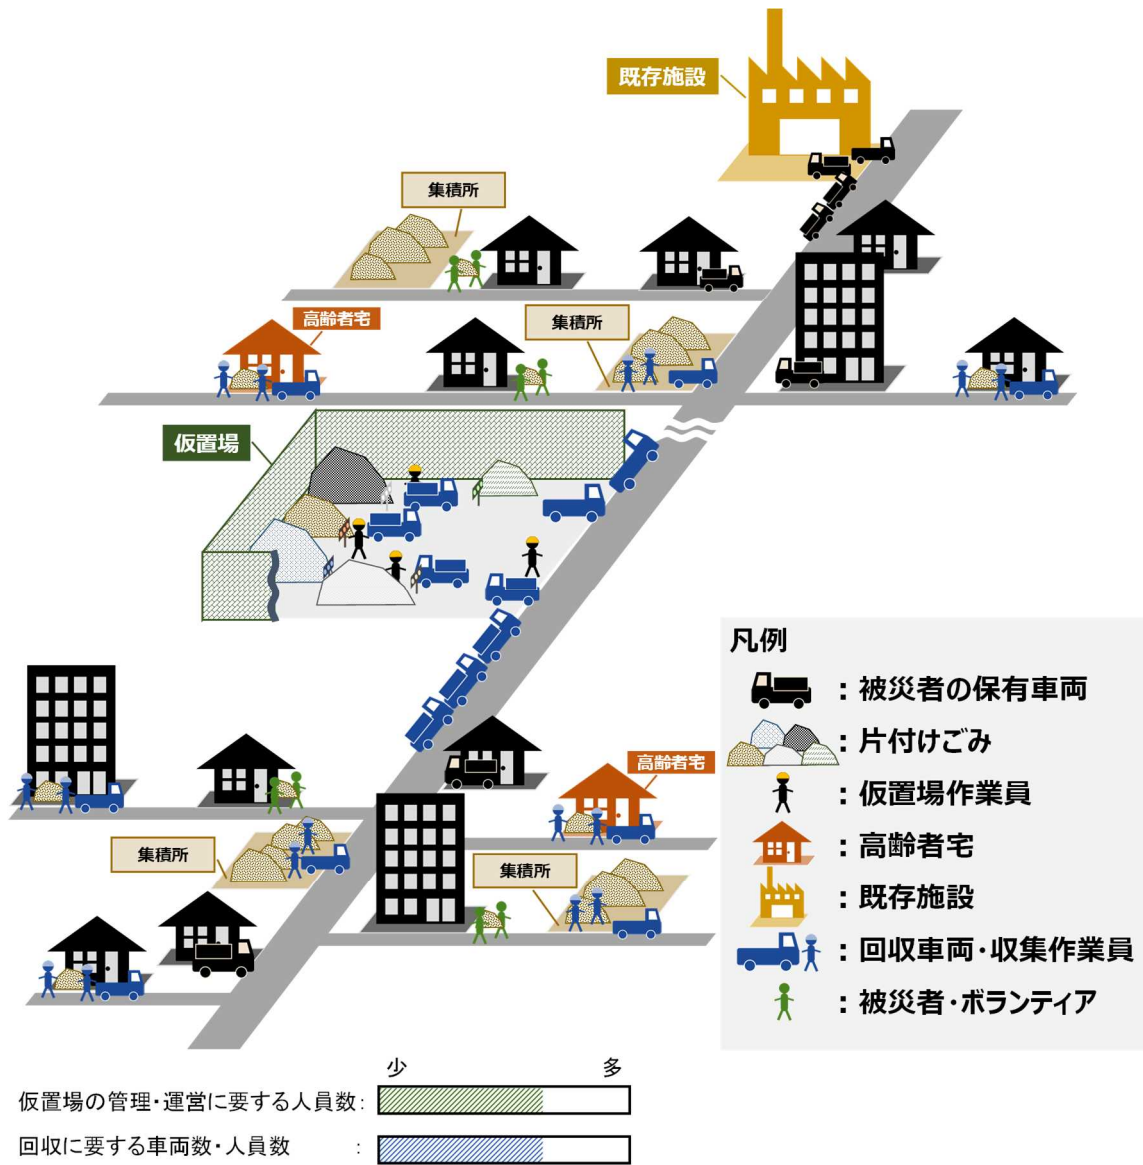 既存施設
集積所
集積所
高齢者宅
仮置場
高齢者宅
集積所
集積所
凡例
：被災者の保有車両
：片付けごみ
：仮置場作業員
：高齢者宅
：既存施設
：回収車両・収集作業員
：被災者・ボランティア
少 多
仮置場の管理・運営に要する人員数：
回収に要する車両数・人員数 ：